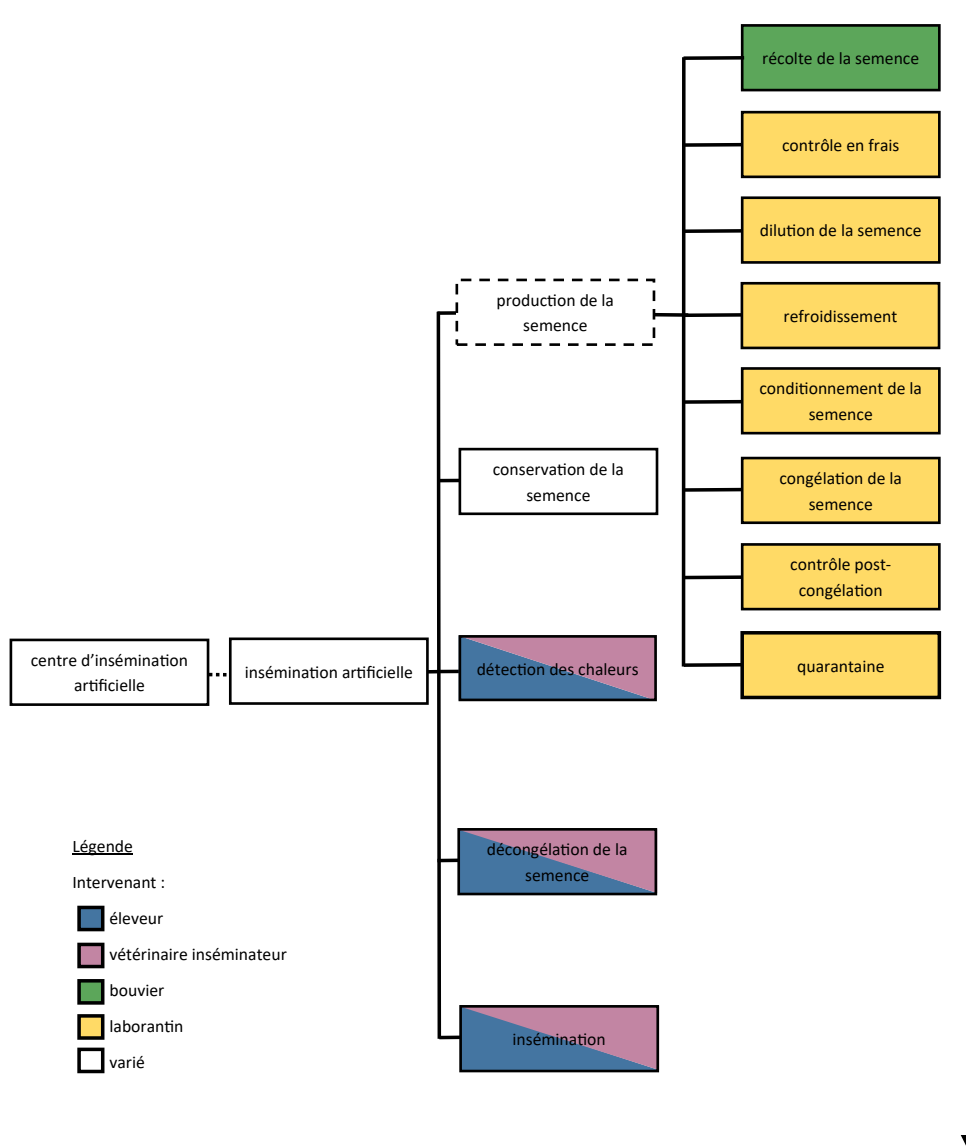 récolte de la semence
contrôle en frais
dilution de la semence
production de la
semence
refroidissement
conditionnement de la
semence
conservation de la
semence
congélation de la
semence
contrôle post-
congélation
centre d’insémination
artificielle
insémination artificielle
détection des chaleurs
quarantaine
décongélation de la
semence
insémination
Légende
Intervenant :
éleveur
vétérinaire inséminateur
bouvier
laborantin
varié